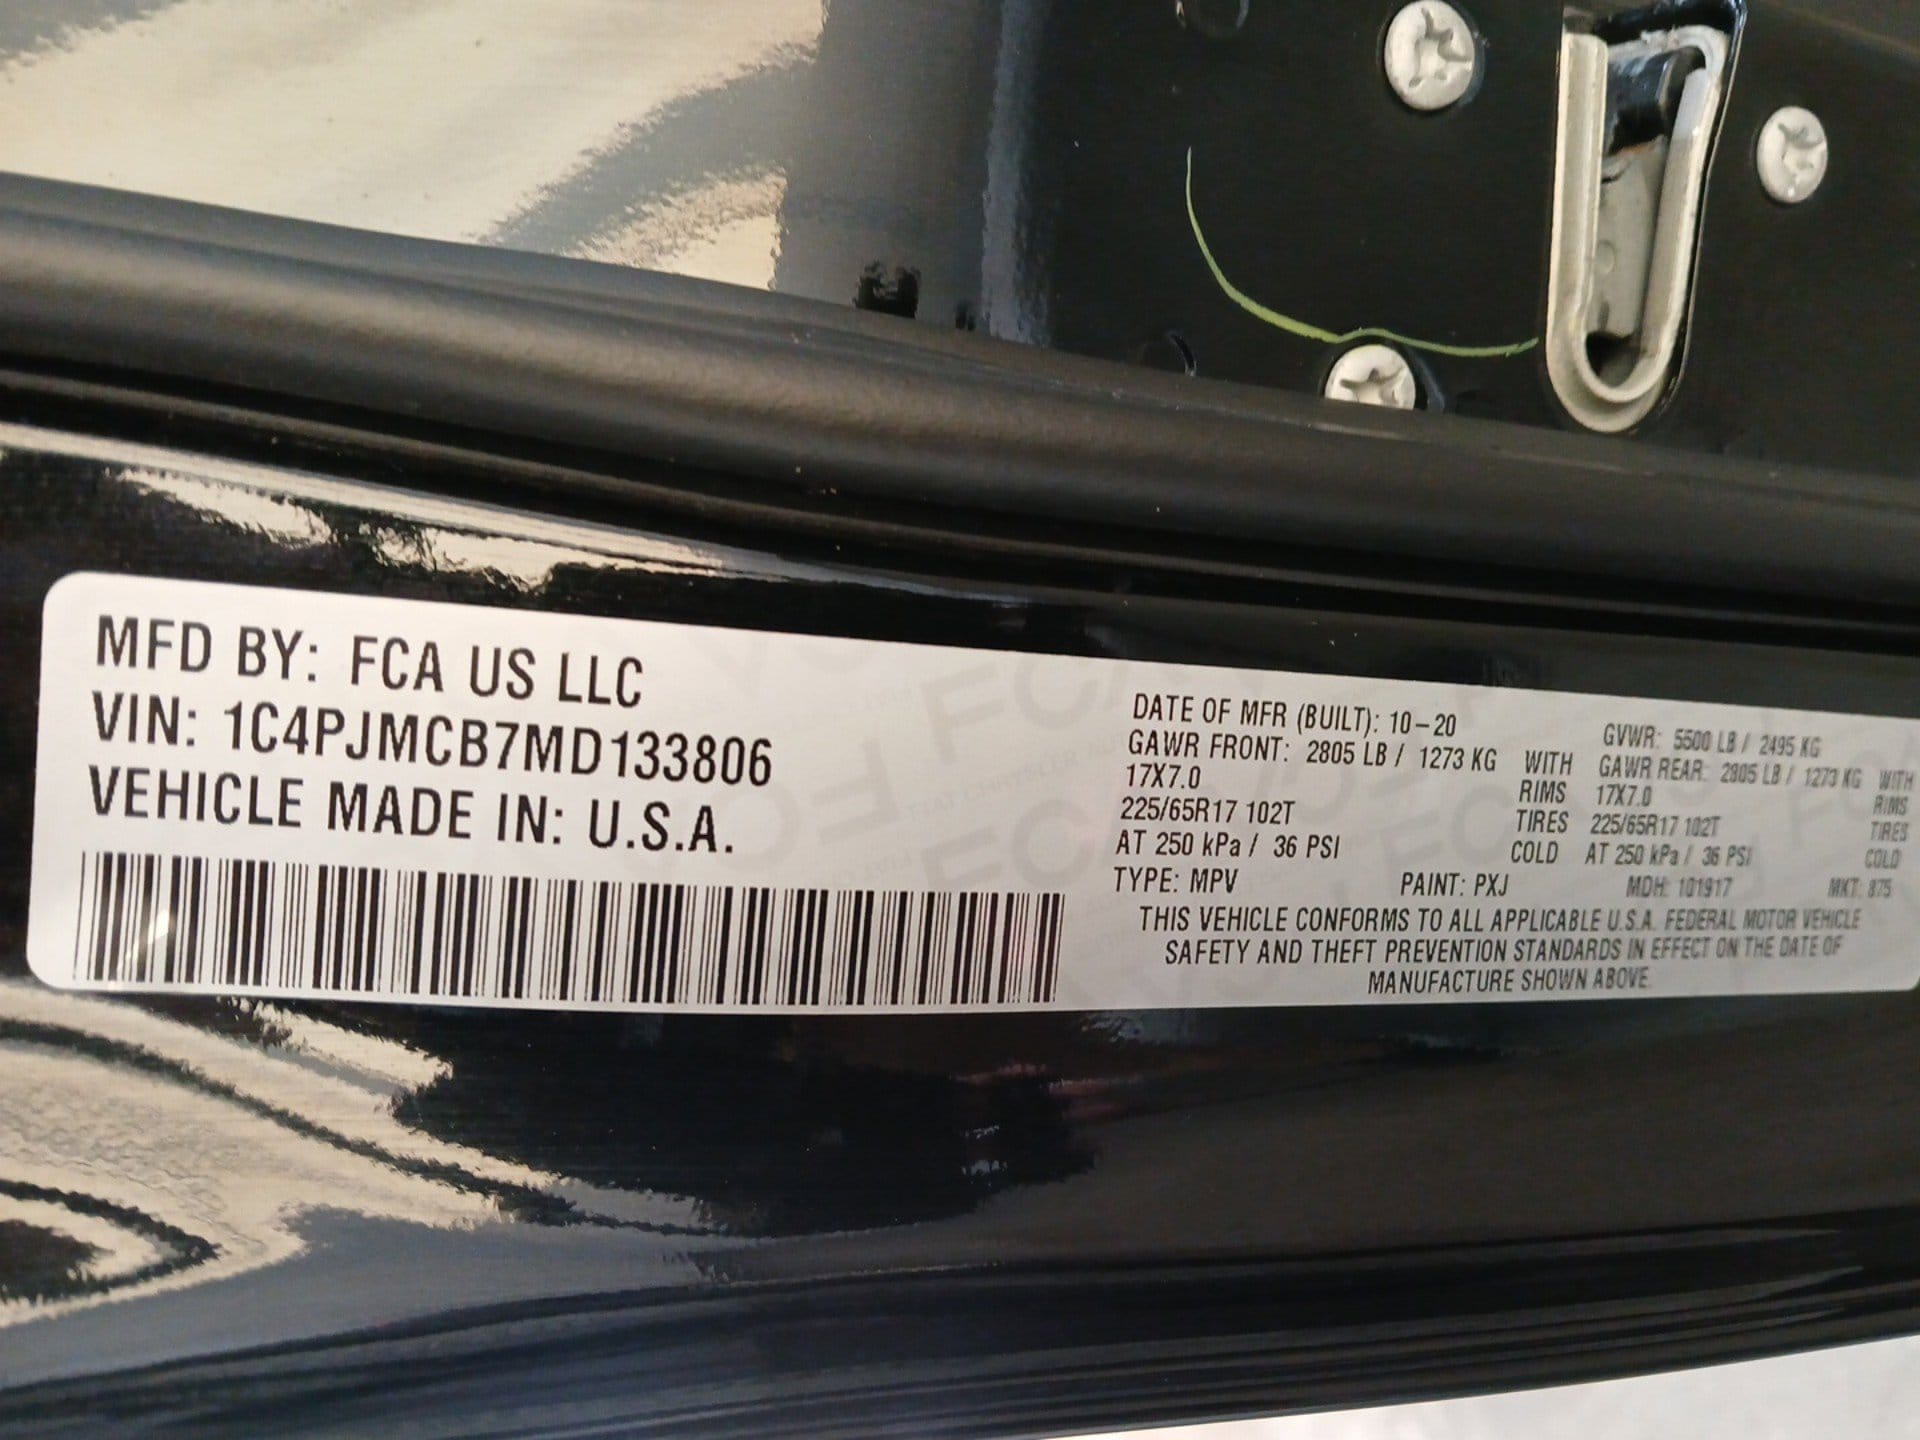 MFD BY: FCA US LLC
VIN: 1C4PJMCB7MD133806
VEHICLE MADE IN: U.S.A.
DATE OF MFR (BUILT): 10-20 GVWR: 5500 LB / 2495 KG
GAWR FRONT: 2805 LB / 1273 KG WITH GAWR REAR: 2805 LB / 1273 KG WITH
17X7.0 RIMS 17X7.0 RIMS
225/65R17 102T TIRES 225/65R17 102T TIRES
AT 250 kPa / 36 PSI COLD AT 250 kPa / 36 PSI COLD
TYPE: MPV PAINT: PXJ MDH: 101917 MKT: 875
THIS VEHICLE CONFORMS TO ALL APPLICABLE U.S.A. FEDERAL MOTOR VEHICLE
SAFETY AND THEFT PREVENTION STANDARDS IN EFFECT ON THE DATE OF
MANUFACTURE SHOWN ABOVE.